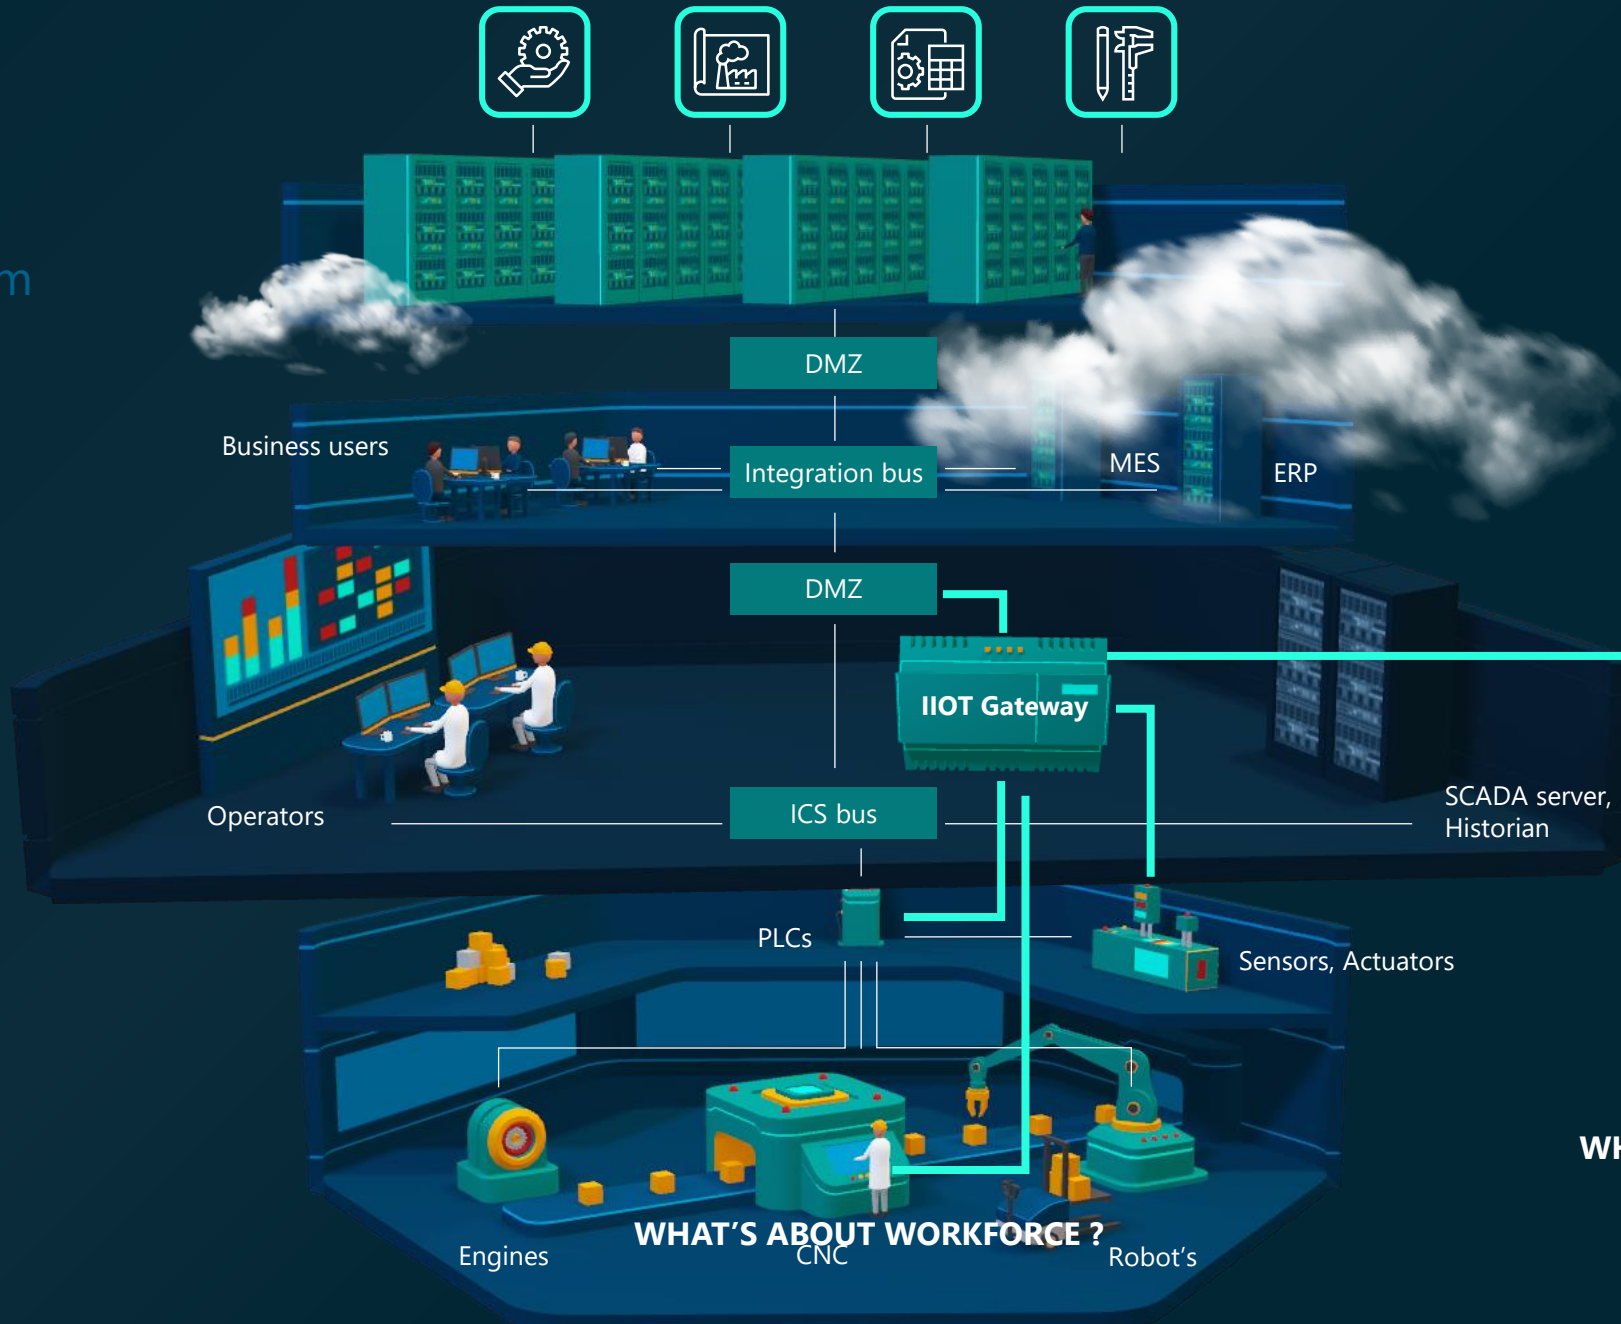 m
DMZ
Business users
Integration bus
MES
ERP
DMZ
IIOT Gateway
Operators
ICS bus
SCADA server,
Historian
PLCs
Sensors, Actuators
WH
WHAT’S ABOUT WORKFORCE ?
Engines
CNC
Robot's